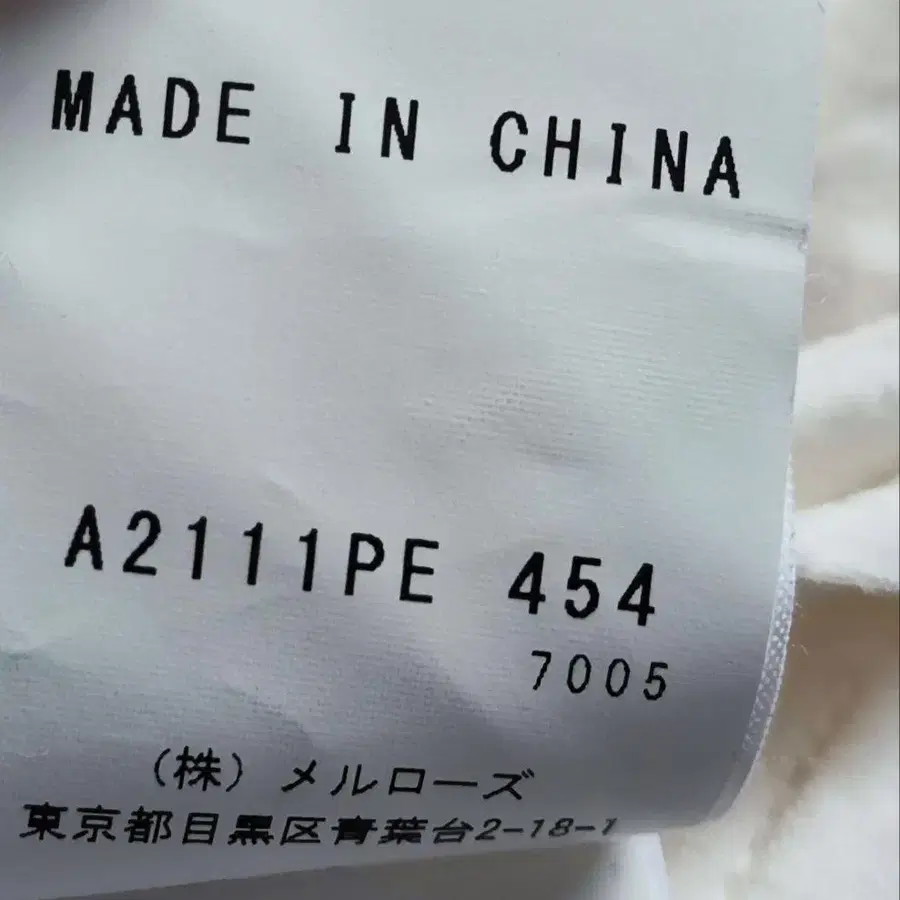 MADE IN CHINA
A2111PE 454
7005
(株) メルローズ
東京都目黒区青葉台2-18-1